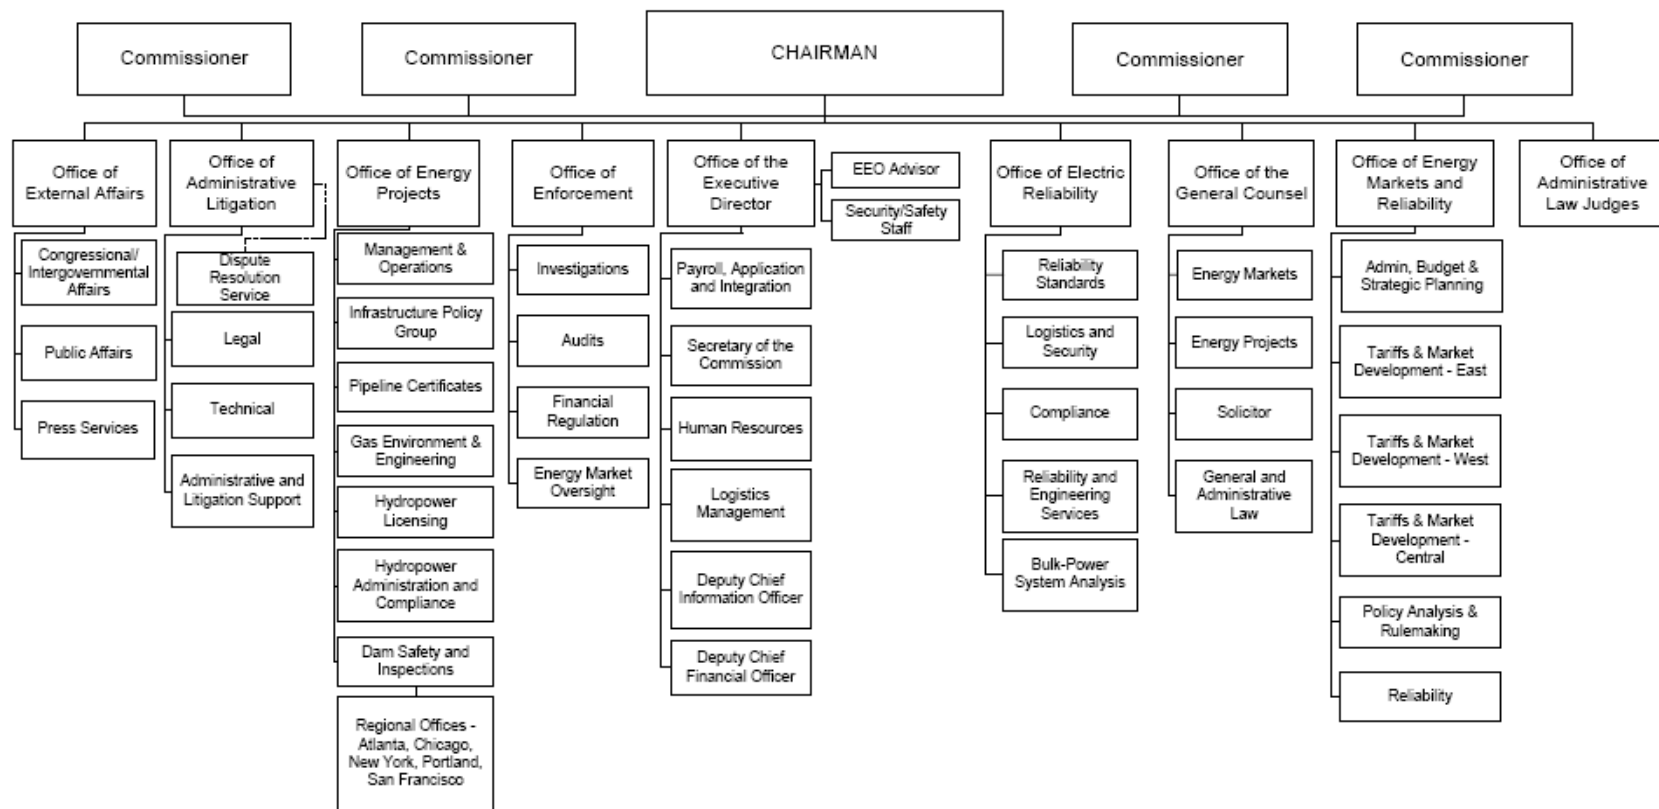 Commissioner
Commissioner
CHAIRMAN
Commissioner
Commissioner
Office of
External Affairs
Congressional/
Intergovernmental
Affairs
Public Affairs
Press Services
Office of
Administrative
Litigation
Dispute
Resolution
Service
Legal
Technical
Administrative and
Litigation Support
Office of Energy
Projects
Management &
Operations
Infrastructure Policy
Group
Pipeline Certificates
Gas Environment &
Engineering
Hydropower
Licensing
Hydropower
Administration and
Compliance
Dam Safety and
Inspections
Regional Offices -
Atlanta, Chicago,
New York, Portland,
San Francisco
Office of
Enforcement
Investigations
Audits
Financial
Regulation
Energy Market
Oversight
Office of the
Executive
Director
EEO Advisor
Security/Safety
Staff
Payroll, Application
and Integration
Secretary of the
Commission
Human Resources
Logistics
Management
Deputy Chief
Information Officer
Deputy Chief
Financial Officer
Office of Electric
Reliability
Reliability
Standards
Logistics and
Security
Compliance
Reliability and
Engineering
Services
Bulk-Power
System Analysis
Office of the
General Counsel
Energy Markets
Energy Projects
Solicitor
General and
Administrative
Law
Office of Energy
Markets and
Reliability
Admin, Budget &
Strategic Planning
Tariffs & Market
Development - East
Tariffs & Market
Development - West
Tariffs & Market
Development -
Central
Policy Analysis &
Rulemaking
Reliability
Office of
Administrative
Law Judges